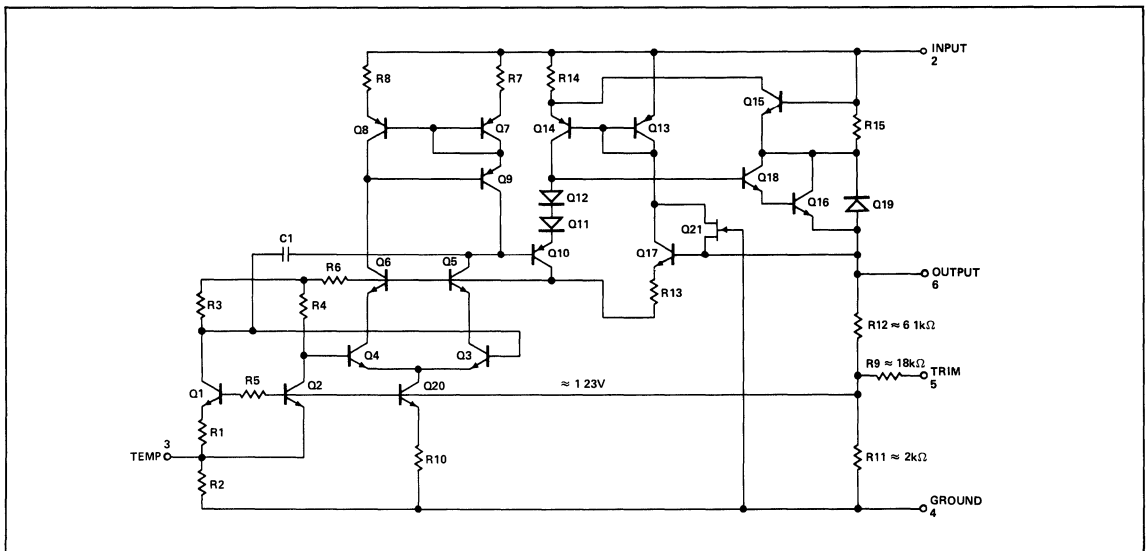 INPUT
2
R8
R7
R14
Q15
R15
Q8
Q7
Q14
Q13
Q9
Q18
Q16
Q12
Q19
Q11
Q21
C1
Q10
Q17
R6
Q6
Q5
OUTPUT
6
R3
R4
R13
R12 ≈ 6 1kΩ
Q4
Q3
R9 ≈ 18kΩ
TRIM
5
R5
Q2
Q20
≈ 1 23V
Q1
R1
3
TEMP
R10
R11 ≈ 2kΩ
R2
GROUND
4